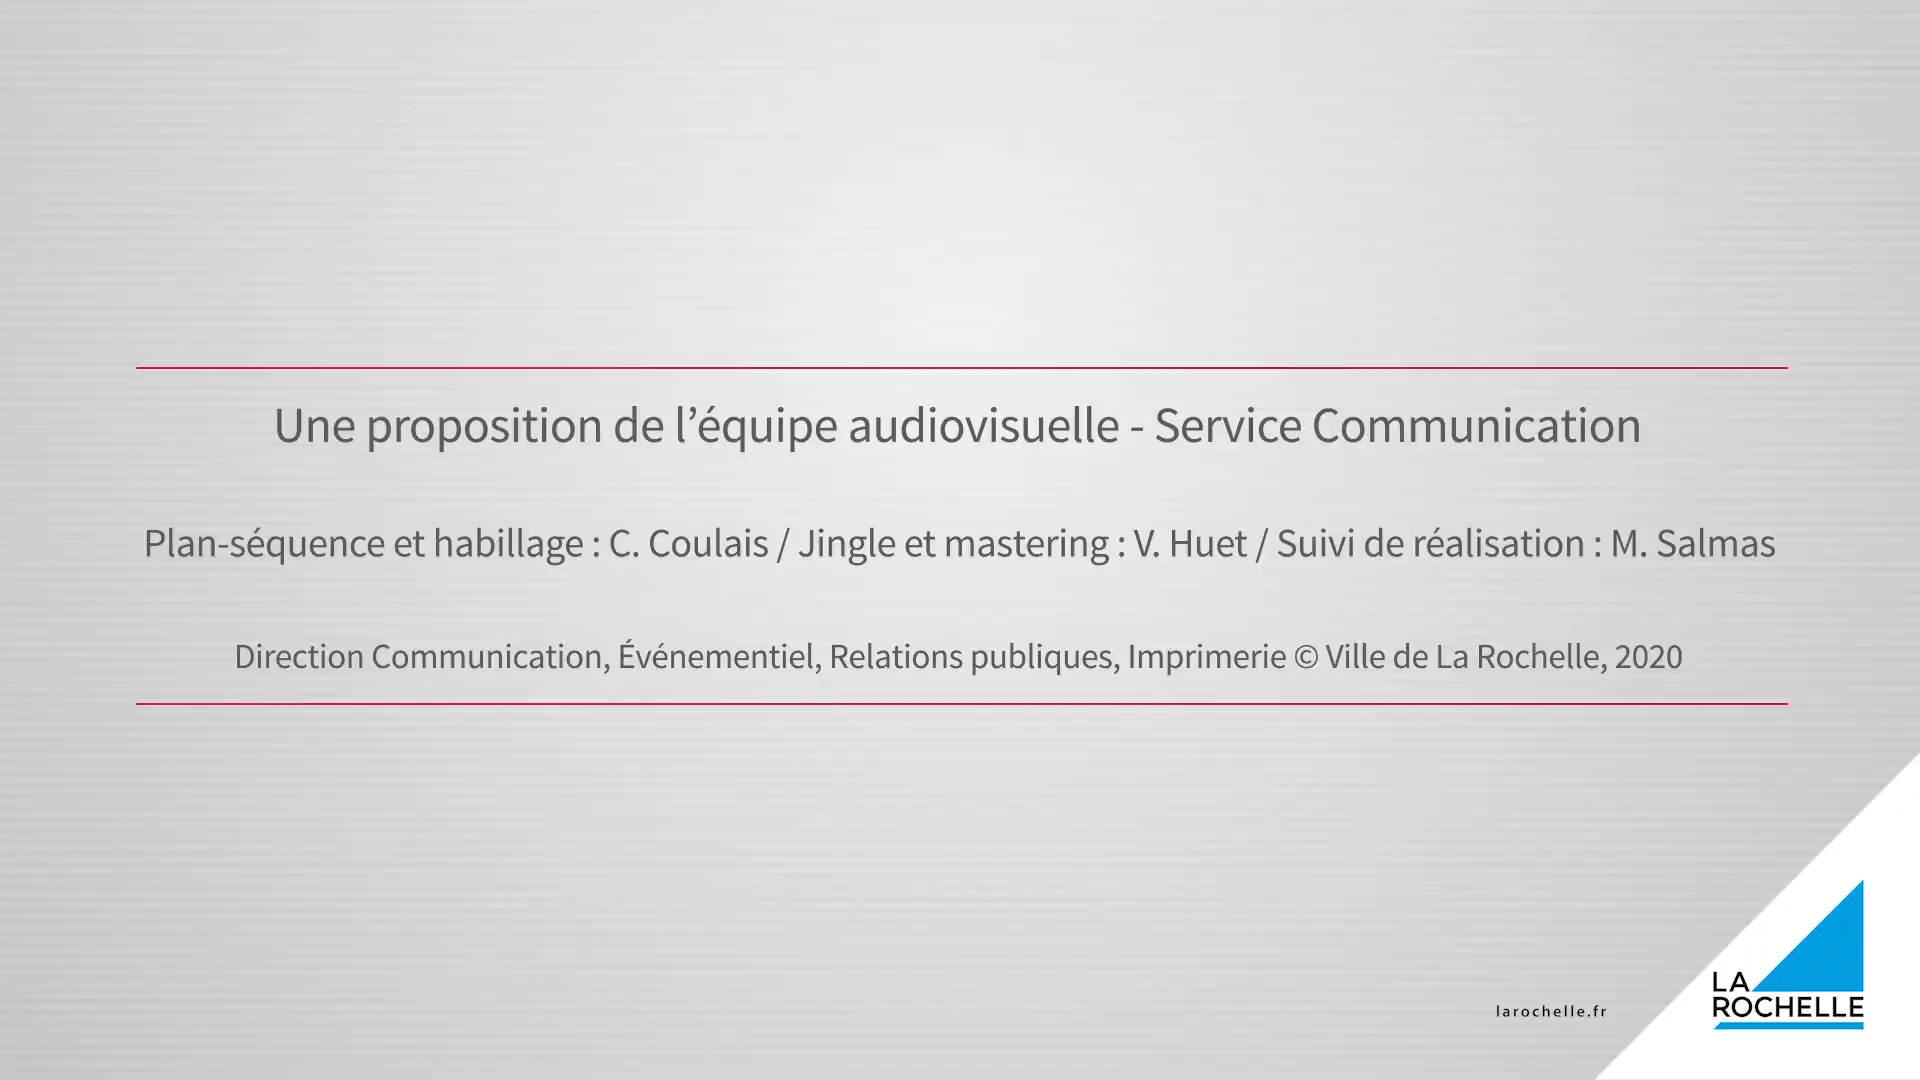 Une proposition de l’équipe audiovisuelle - Service Communication
Plan-séquence et habillage : C. Coulais / Jingle et mastering : V. Huet / Suivi de réalisation : M. Salmas
Direction Communication, Événementiel, Relations publiques, Imprimerie © Ville de La Rochelle, 2020
larochelle.fr
LA
ROCHELLE